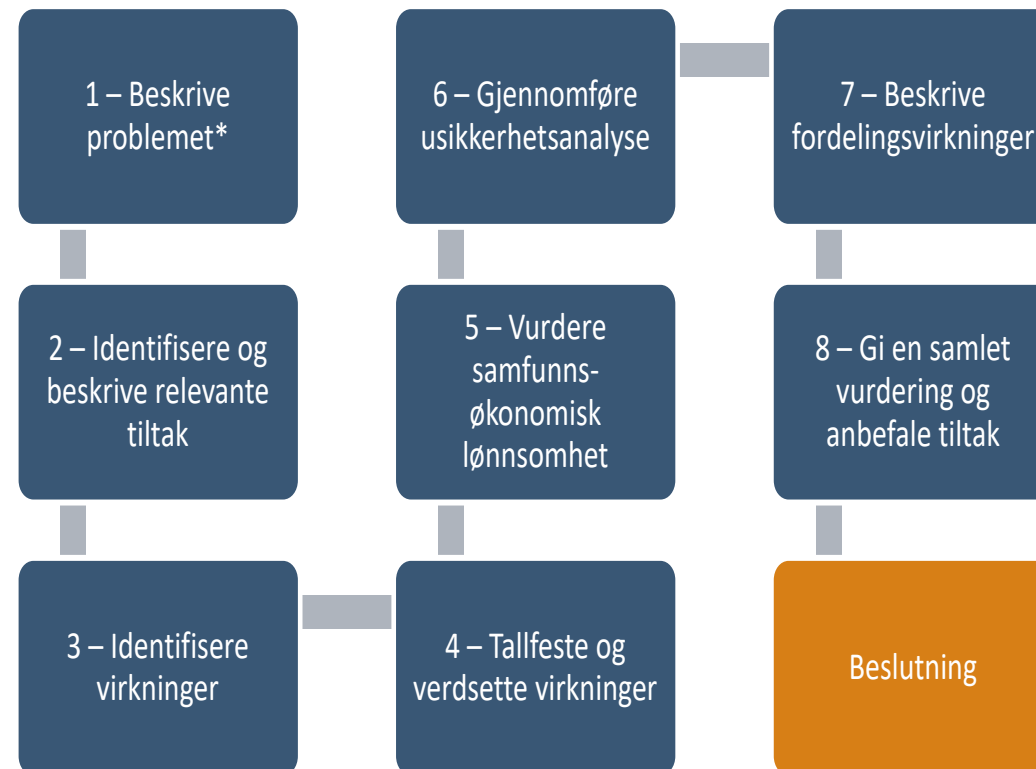 1 – Beskrive
problemet*
2 – Identifisere og
beskrive relevante
tiltak
3 – Identifisere
virkninger
4 – Tallfeste og
verdsette virkninger
5 – Vurdere
samfunns-
økonomisk
lønnsomhet
6 – Gjennomføre
usikkerhetsanalyse
7 – Beskrive
fordelingsvirkninger
8 – Gi en samlet
vurdering og
anbefale tiltak
Beslutning